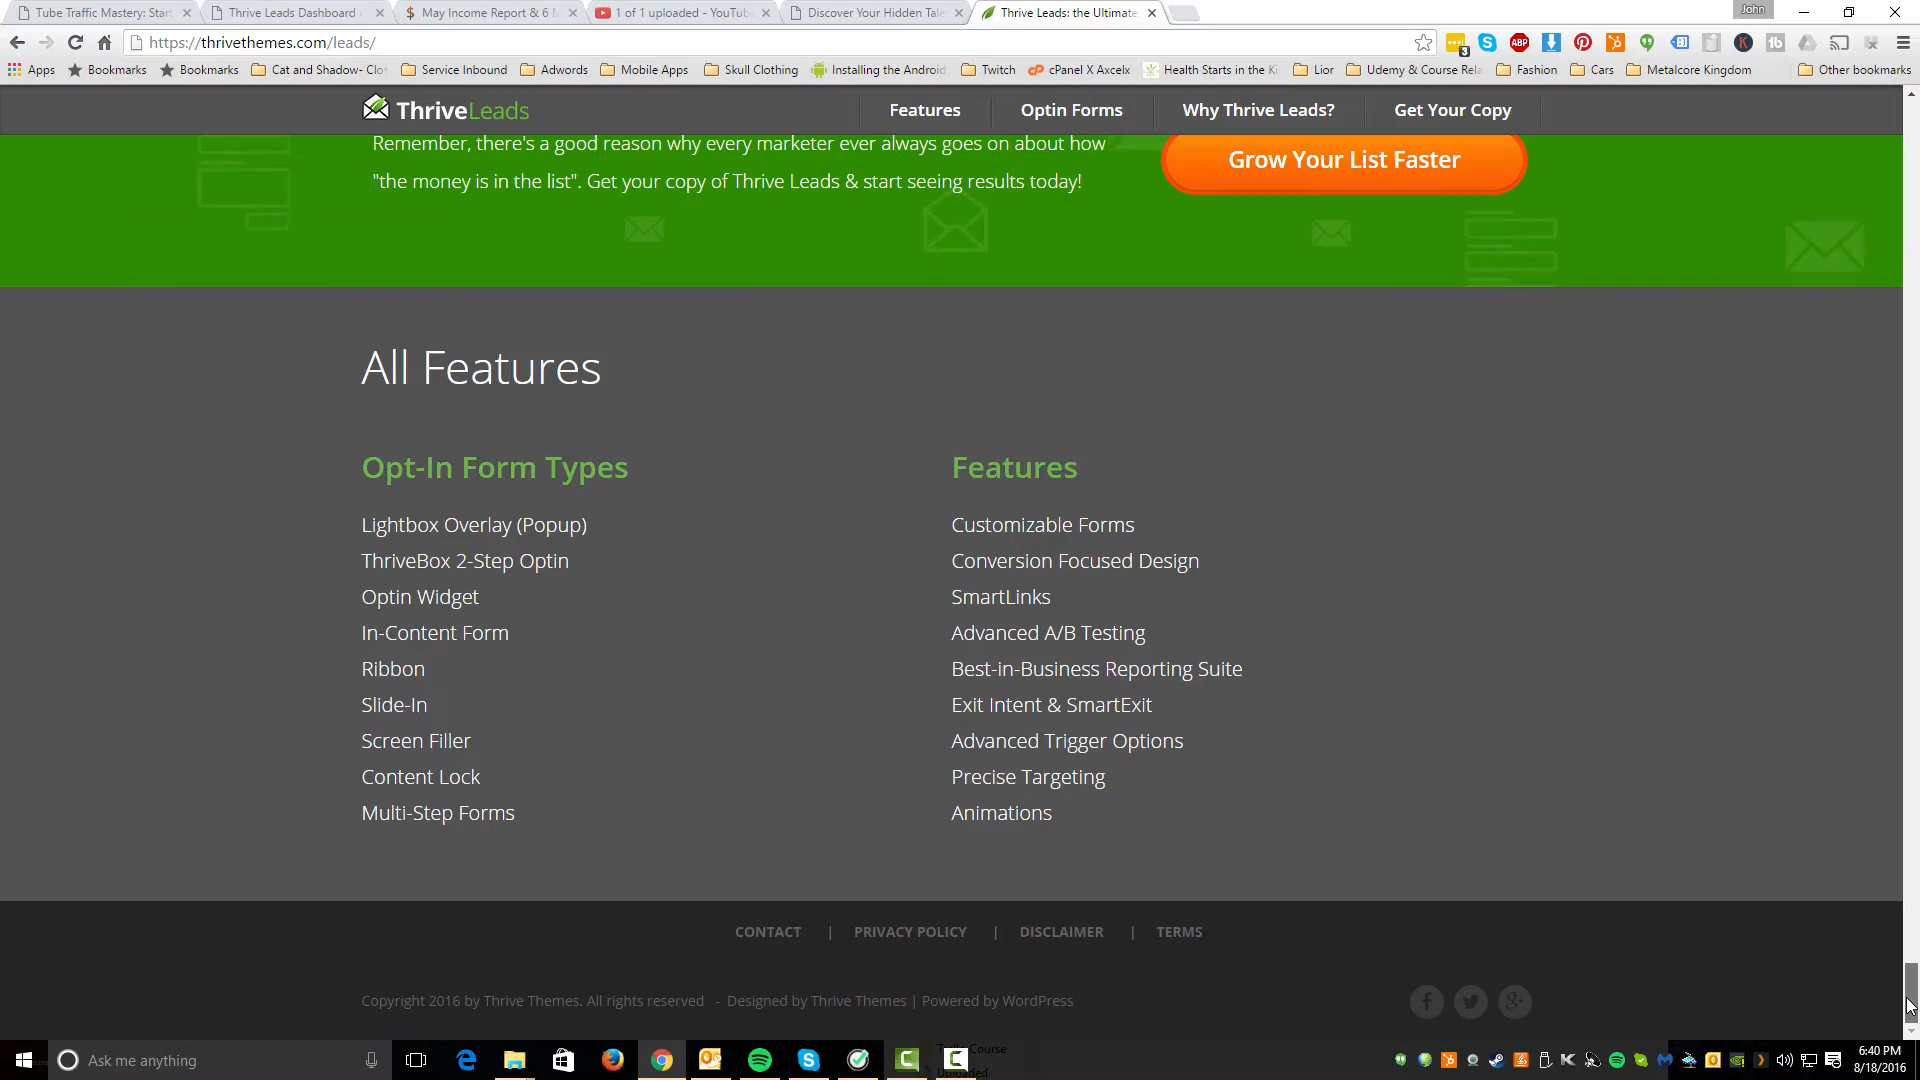 Tube Traffic Mastery: Star
Thrive Leads Dashboard
May Income Report & 6 M
1 of 1 uploaded - YouTub
Discover Your Hidden Tale
Thrive Leads: the Ultimate
John
https://thrivethemes.com/leads/
ABP
3
Apps
Bookmarks
Bookmarks
Cat and Shadow- Clot
Service Inbound
Adwords
Mobile Apps
Skull Clothing
Installing the Android
Twitch
cPanel X Axcelx
Health Starts in the Ki
Lior
Udemy & Course Rela
Fashion
Cars
Metalcore Kingdom
Other bookmarks
ThriveLeads
Features
Optin Forms
Why Thrive Leads?
Get Your Copy
Remember, there's a good reason why every marketer ever always goes on about how
"the money is in the list". Get your copy of Thrive Leads & start seeing results today!
Grow Your List Faster
All Features
Opt-In Form Types
Lightbox Overlay (Popup)
ThriveBox 2-Step Optin
Optin Widget
In-Content Form
Ribbon
Slide-In
Screen Filler
Content Lock
Multi-Step Forms
Features
Customizable Forms
Conversion Focused Design
SmartLinks
Advanced A/B Testing
Best-in-Business Reporting Suite
Exit Intent & SmartExit
Advanced Trigger Options
Precise Targeting
Animations
CONTACT | PRIVACY POLICY | DISCLAIMER | TERMS
Copyright 2016 by Thrive Themes. All rights reserved - Designed by Thrive Themes | Powered by WordPress
Ask me anything
Course
Uploaded
6:40 PM
8/18/2016